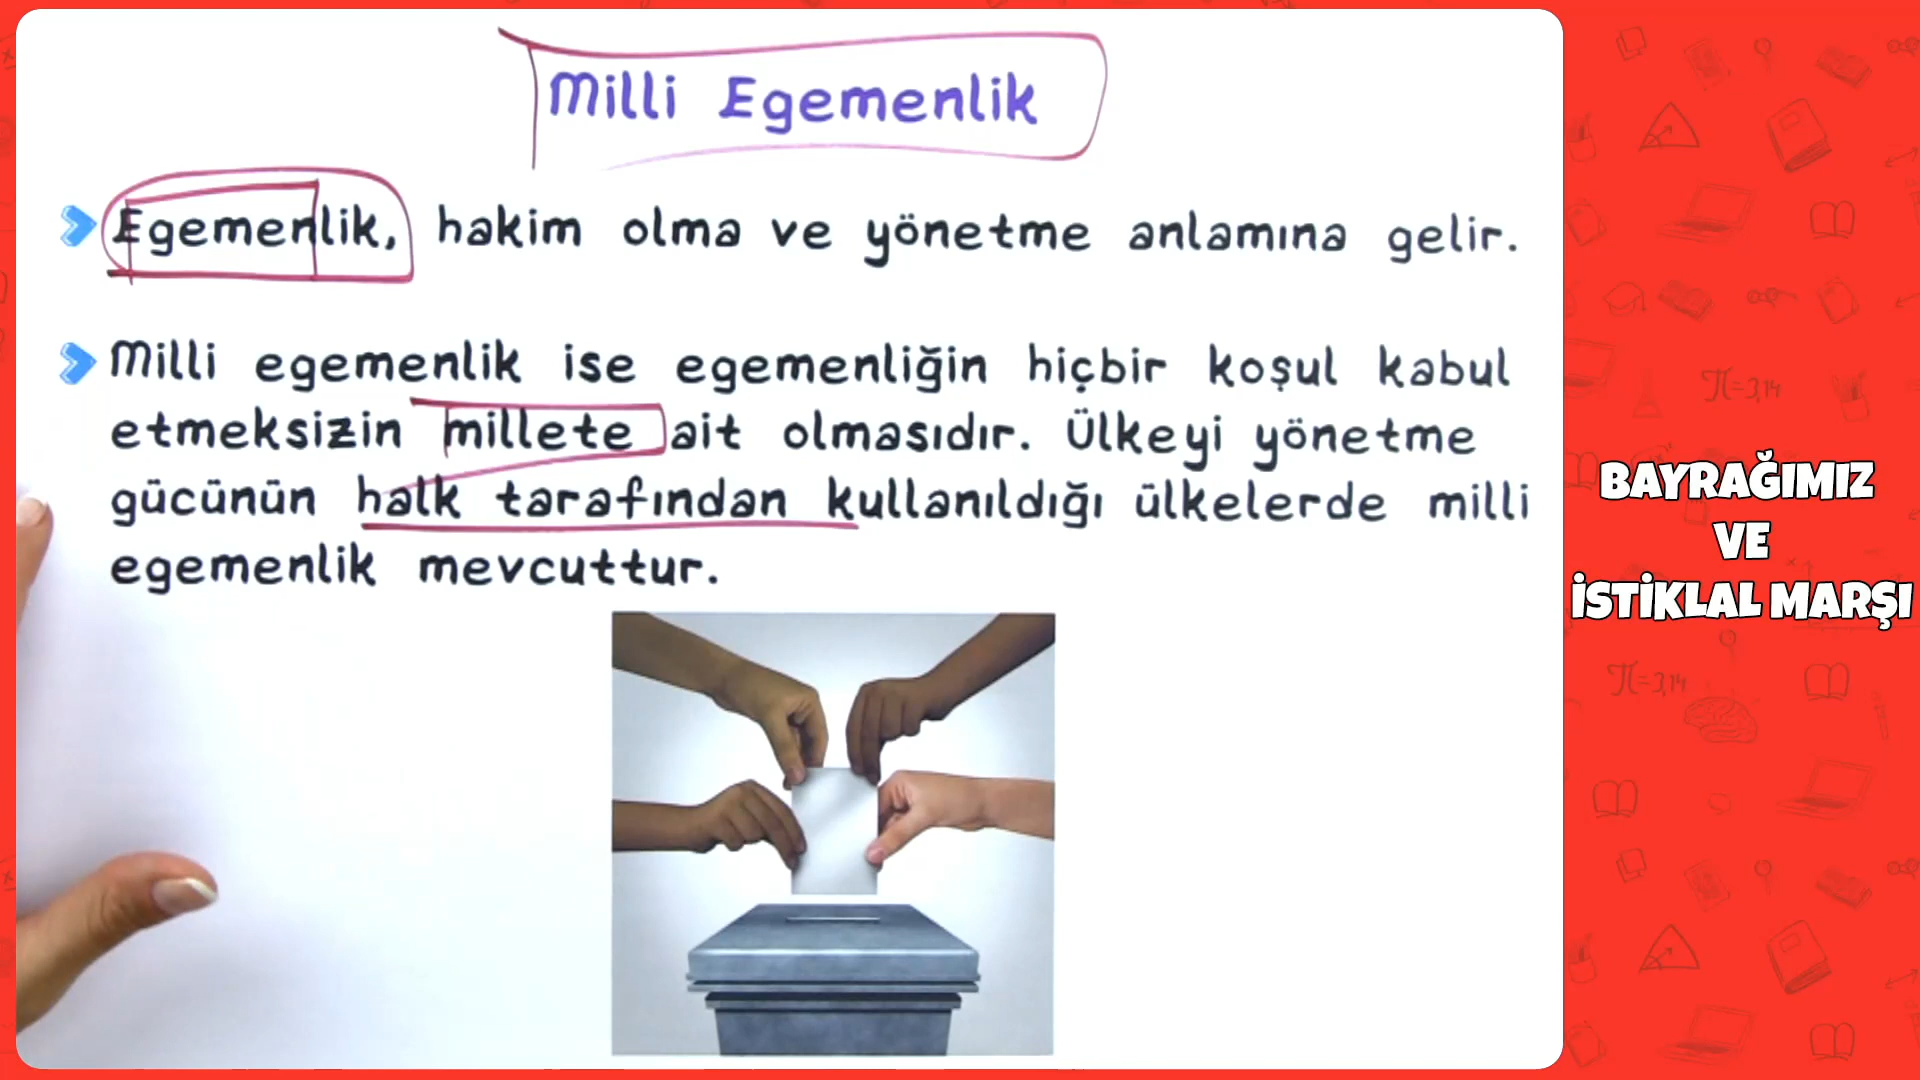 Milli Egemenlik
Egemenlik, hakim olma ve yönetme anlamına gelir.
Milli egemenlik ise egemenliğin hiçbir koşul kabul
etmeksizin millete ait olmasıdır. Ülkeyi yönetme
gücünün halk tarafından kullanıldığı ülkelerde milli
egemenlik mevcuttur.
BAYRAĞIMIZ
VE
İSTİKLAL MARŞI
π=3,14
π=3,14